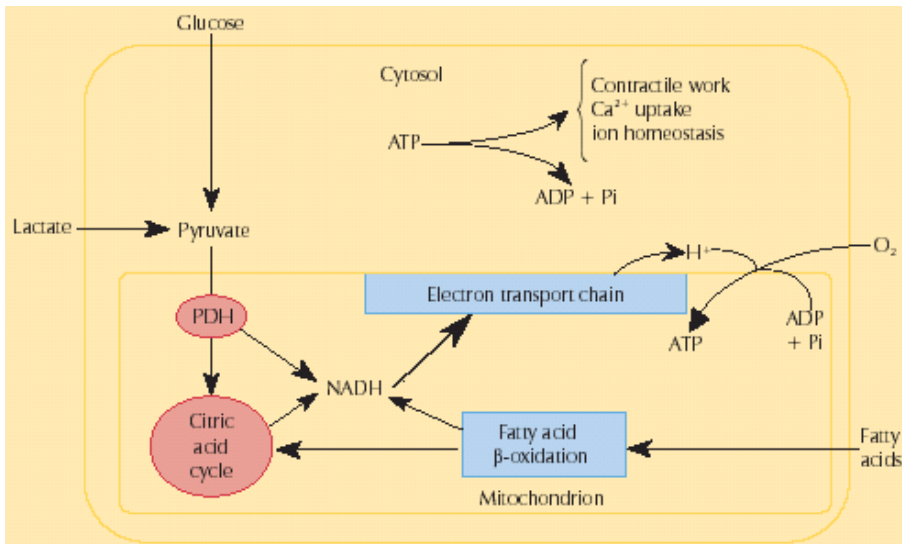 Glucose
Cytosol
Contractile work
Ca²⁺ uptake
ion homeostasis
ATP
ADP + Pi
Lactate
Pyruvate
H⁺
O₂
Electron transport chain
PDH
ATP
ADP
+ Pi
NADH
Citric
acid
cycle
Fatty acid
β-oxidation
Fatty
acids
Mitochondrion